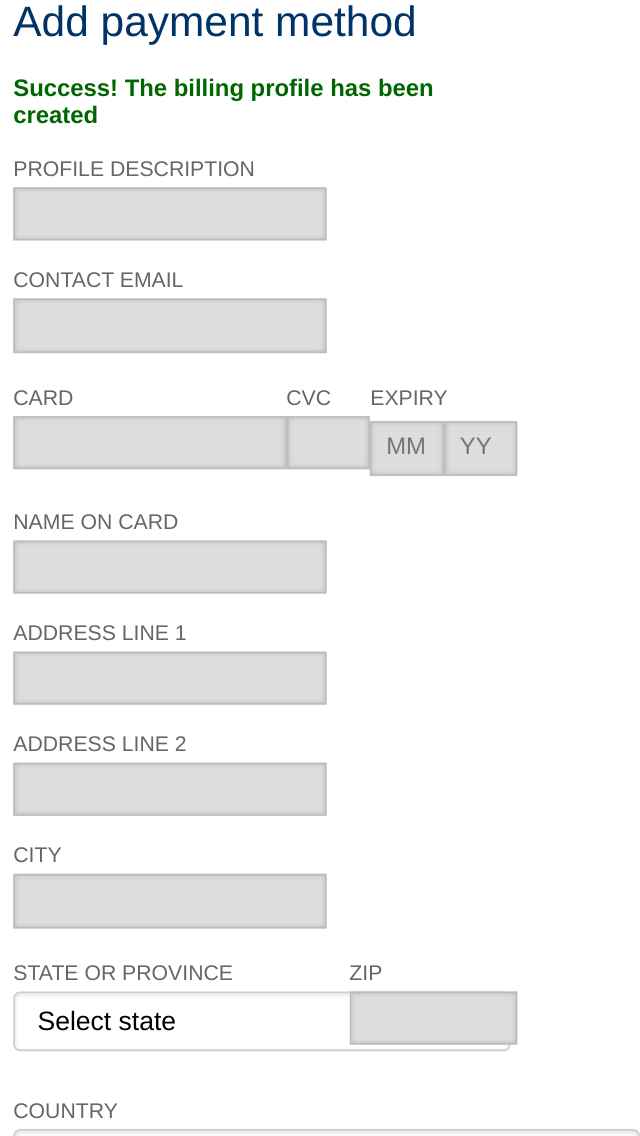 Add payment method
Success! The billing profile has been
created
PROFILE DESCRIPTION
CONTACT EMAIL
CARD CVC EXPIRY
MM YY
NAME ON CARD
ADDRESS LINE 1
ADDRESS LINE 2
CITY
STATE OR PROVINCE ZIP
Select state
COUNTRY